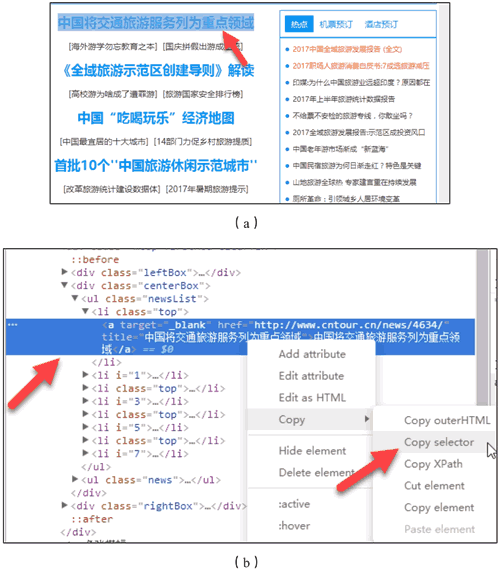 中国将交通旅游服务列为重点领域
[海外游学勿忘教育之本] [国庆拼假出游成
《全域旅游示范区创建导则》解读
[高校游为啥成了遭罪游] [旅游国家安全排行榜]
中国“吃喝玩乐”经济地图
[中国最宜居的十大城市] [14部门力促乡村旅游提质]
首批10个"中国旅游休闲示范城市"
[改革旅游统计建设数据体] [2017年暑期旅游提示]
热点 机票预订 酒店预订
2017中国全域旅游发展报告 (全文)
2017职场人旅游消费白皮书:7成选旅游减压
印媒:为什么中国旅游业远超印度？原因都在
2017年上半年旅游统计数据报告
不给票不安检的旅游专线，你敢坐吗？
2017全域旅游发展报告:示范区成投资风口
中国老年游市场渐成“新蓝海”
中国民宿旅游为何日渐走红？特色是关键
山地旅游全球热 专家建言重在持续发展
厕所革命：引领城乡人居环境变革
（a）
::before
▶<div class="leftBox">…</div>
▼<div class="centerBox">
▼<ul class="newsList">
▼<li class="top">
<a target="_blank" href="http://www.cntour.cn/news/4634/"
title="中国将交通旅游服务列为重点领域">中国将交通旅游服务列为重点领
域</a> == $0
</li>
▶<li i="1">…</li>
▶<li class="top">…</li>
▶<li i="3">…</li>
▶<li class="top">…</li>
▶<li i="5">…</li>
▶<li class="top">…</li>
▶<li i="7">…</li>
</ul>
▶<ul class="news">…</ul>
</div>
▶<div class="rightBox">…</div>
::after
Add attribute
Edit attribute
Edit as HTML
Copy
Hide element
Delete element
:active
:hover
Copy outerHTML
Copy selector
Copy XPath
Cut element
Copy element
Paste element
（b）